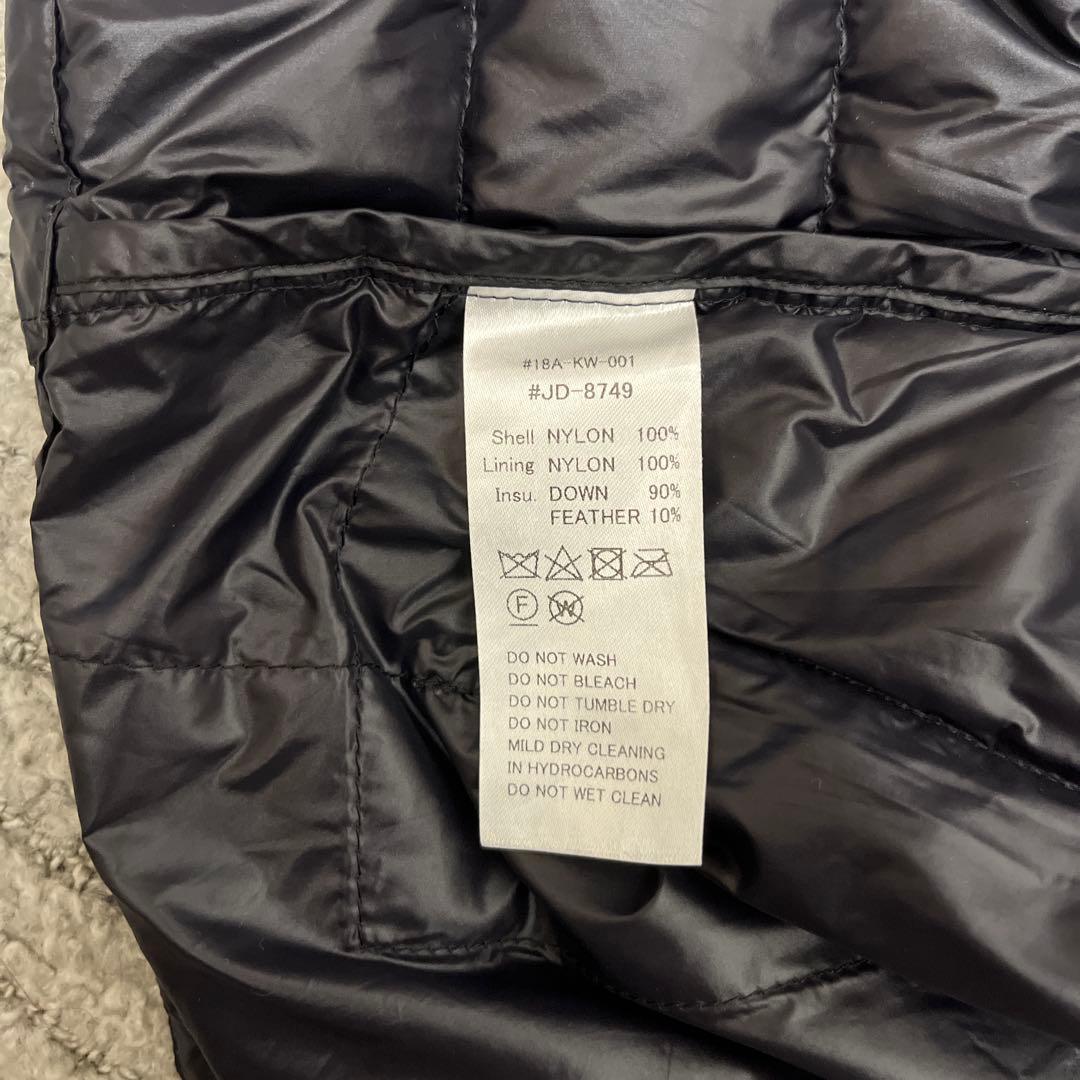 #18A-KW-001
#JD-8749
Shell NYLON 100%
Lining NYLON 100%
Insu. DOWN 90%
FEATHER 10%
F W
DO NOT WASH
DO NOT BLEACH
DO NOT TUMBLE DRY
DO NOT IRON
MILD DRY CLEANING
IN HYDROCARBONS
DO NOT WET CLEAN